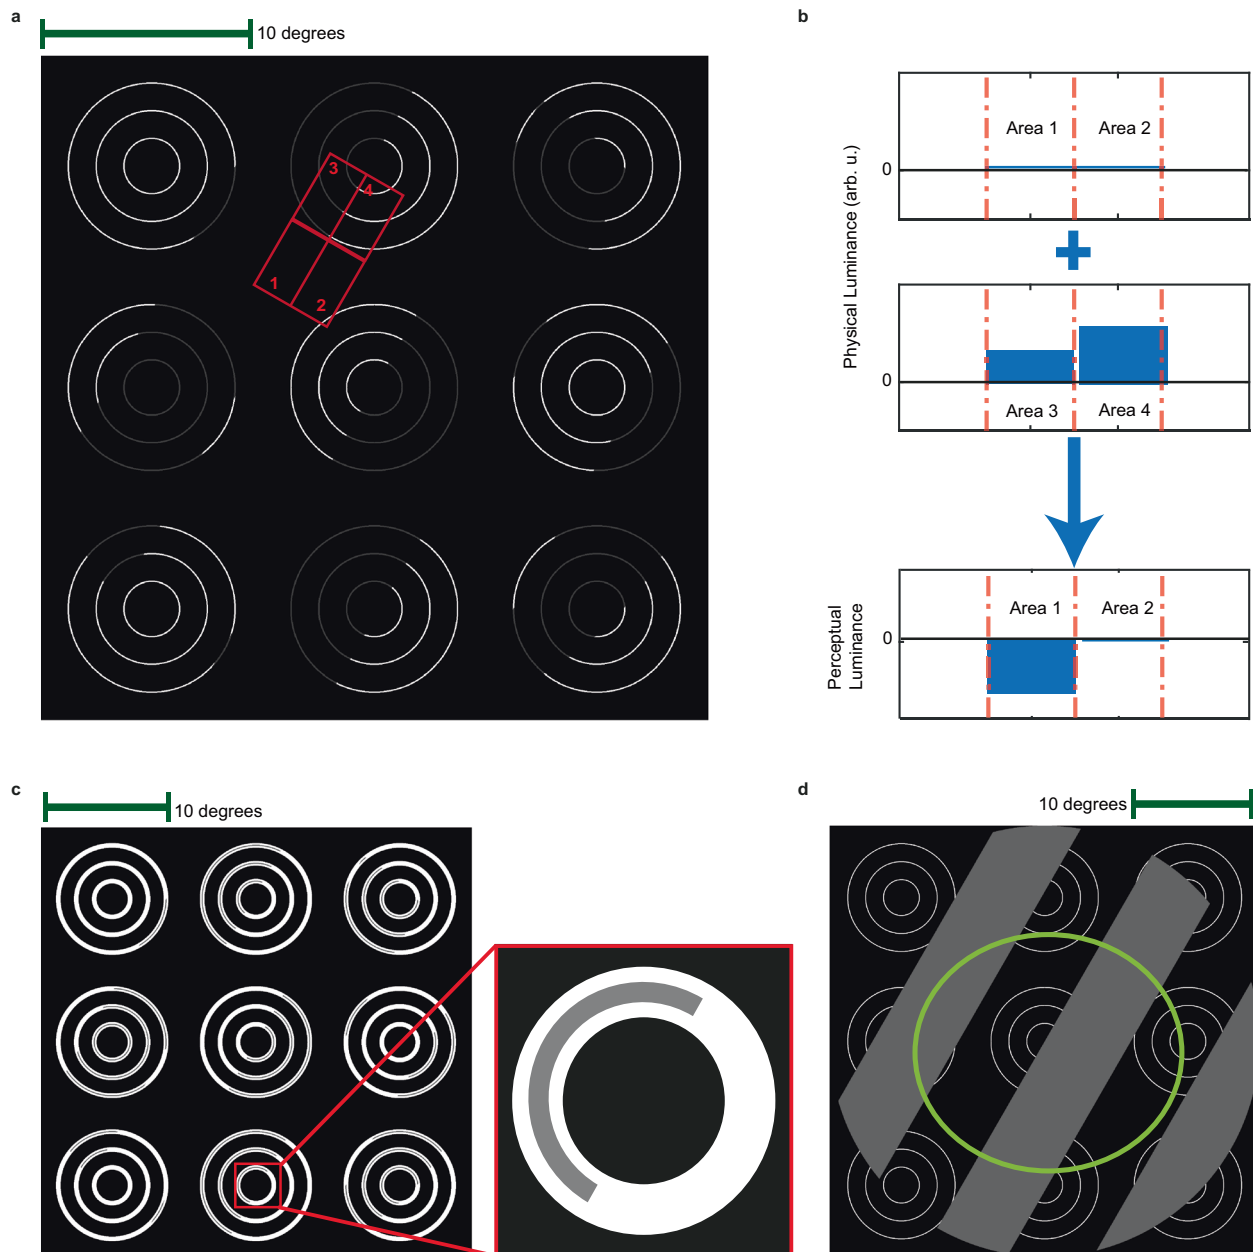 a
10 degrees
3
4
1
2
b
Physical Luminance (arb. u.)
0
Area 1
Area 2
0
Area 3
Area 4
Perceptual
Luminance
0
Area 1
Area 2
c
10 degrees
d
10 degrees